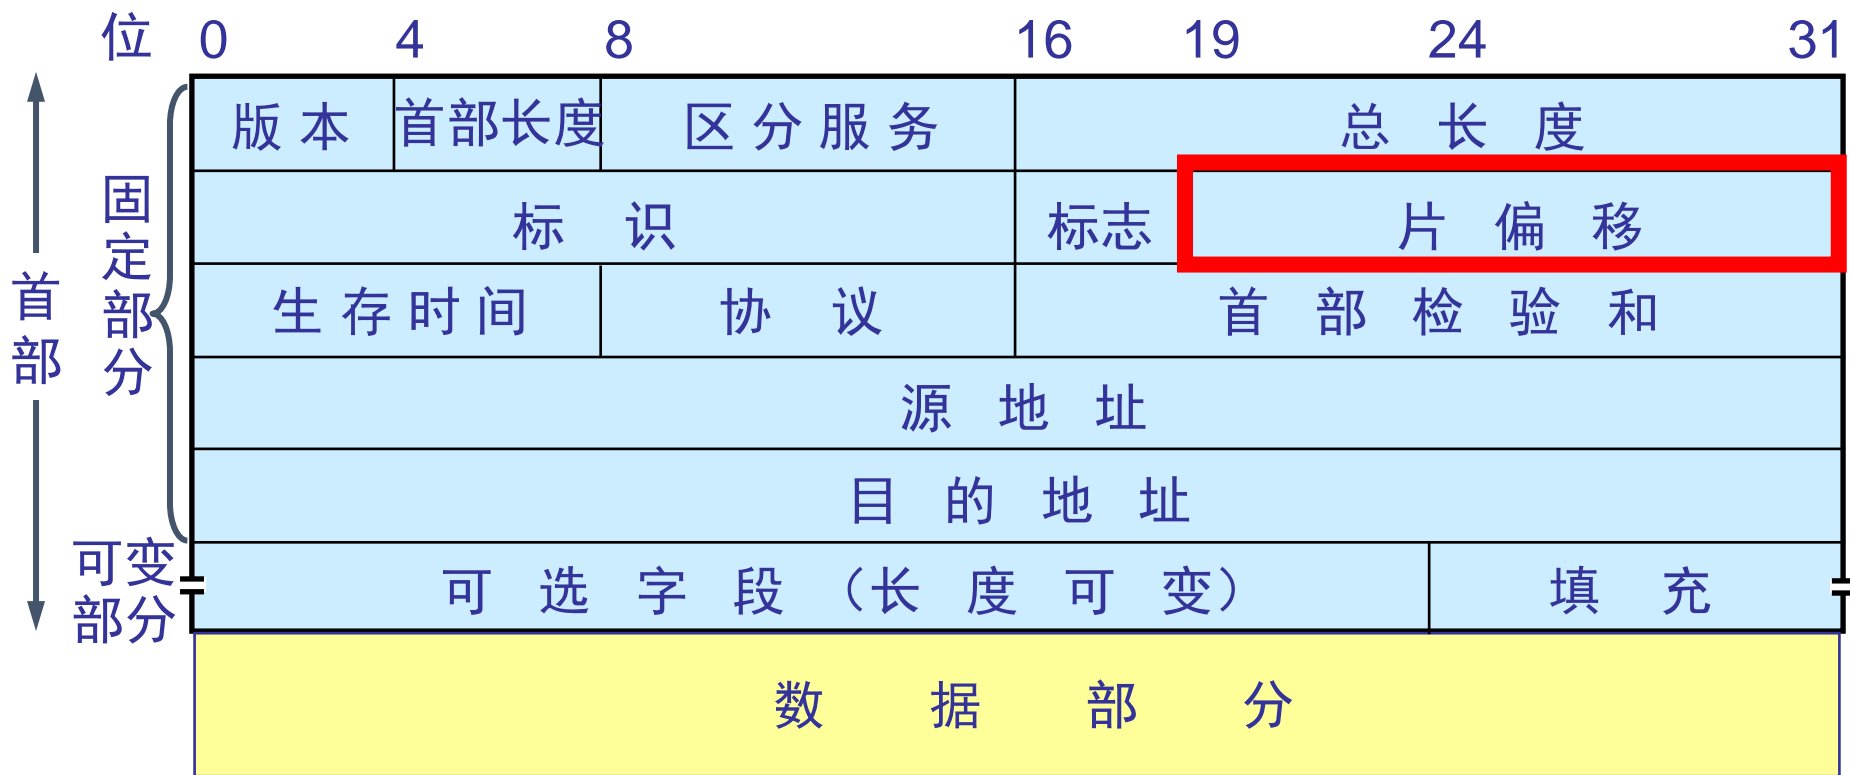 位 0 4 8 16 19 24 31
版本 首部长度 区分服务 总长度
标识 标志 片偏移
生存时间 协议 首部检验和
源地址
目的地址
可选字段（长度可变） 填充
数据部分
首部
固定部分
可变
部分